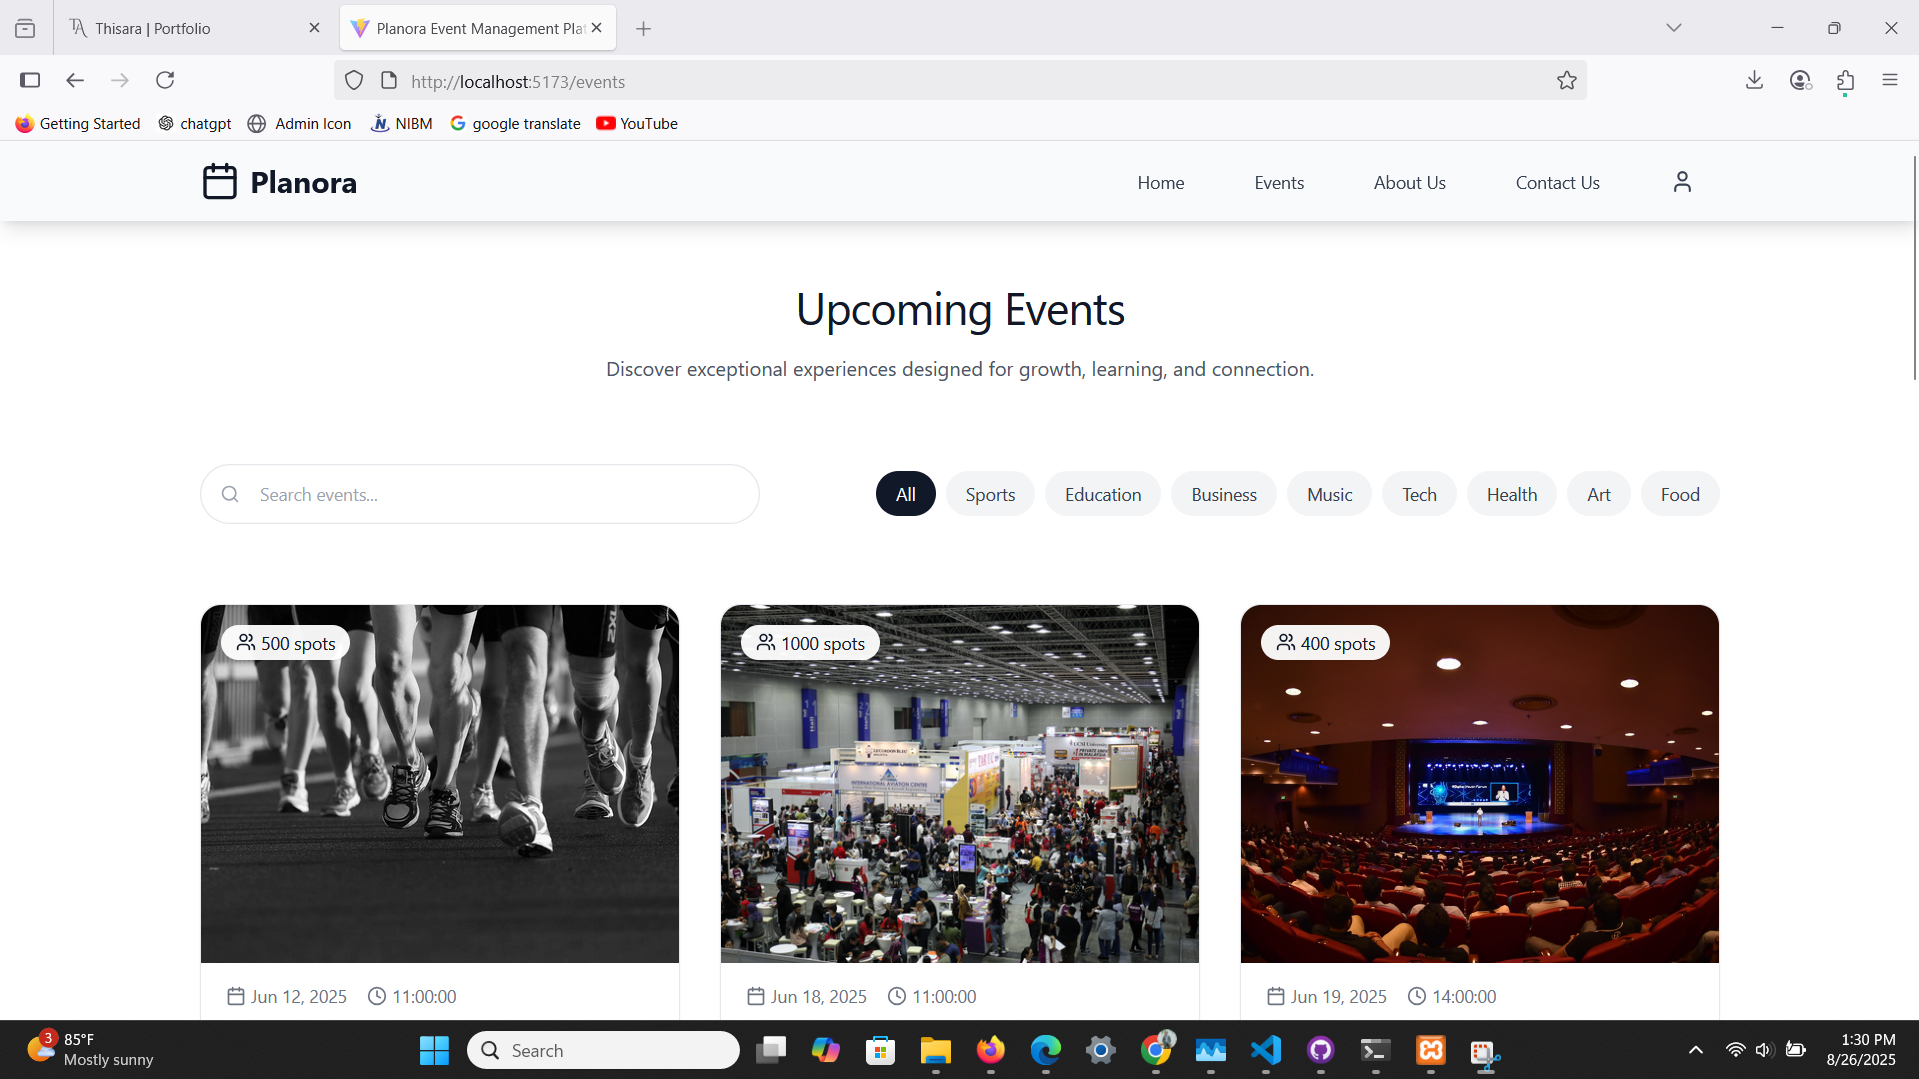 Thisara | Portfolio
Planora Event Management Plat
http://localhost:5173/events
Getting Started
chatgpt
Admin Icon
NIBM
google translate
YouTube
Planora
Home
Events
About Us
Contact Us
Upcoming Events
Discover exceptional experiences designed for growth, learning, and connection.
Search events...
All
Sports
Education
Business
Music
Tech
Health
Art
Food
500 spots
1000 spots
400 spots
Jun 12, 2025
11:00:00
Jun 18, 2025
11:00:00
Jun 19, 2025
14:00:00
3
85°F
Mostly sunny
Search
1:30 PM
8/26/2025